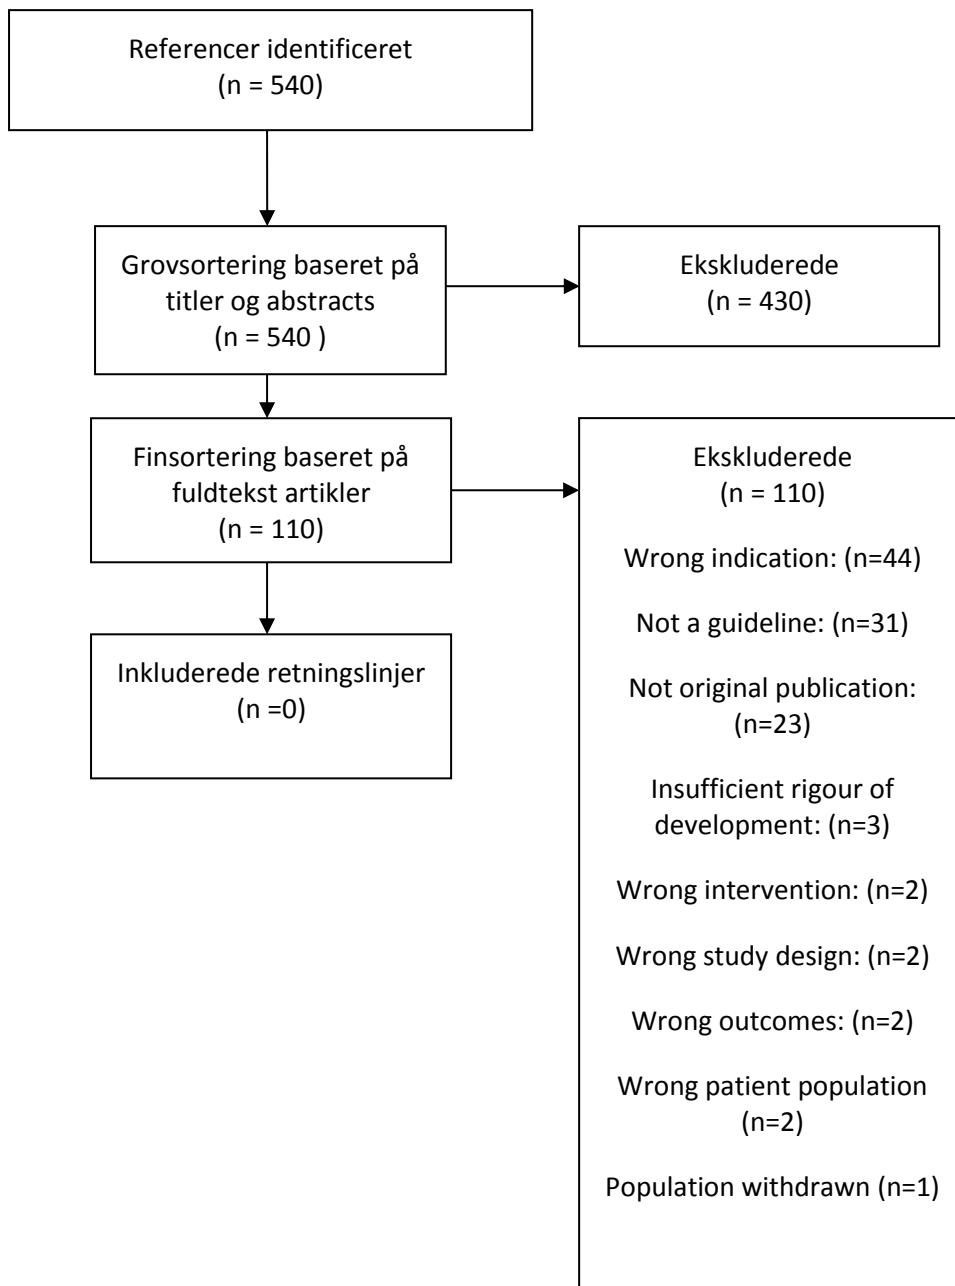 Referencer identificeret
(n = 540)
Grovsortering baseret på
titler og abstracts
(n = 540 )
Ekskluderede
(n = 430)
Finsortering baseret på
fuldtekst artikler
(n = 110)
Ekskluderede
(n = 110)
Wrong indication: (n=44)
Not a guideline: (n=31)
Not original publication:
(n=23)
Insufficient rigour of
development: (n=3)
Wrong intervention: (n=2)
Wrong study design: (n=2)
Wrong outcomes: (n=2)
Wrong patient population
(n=2)
Population withdrawn (n=1)
Inkluderede retningslinjer
(n =0)